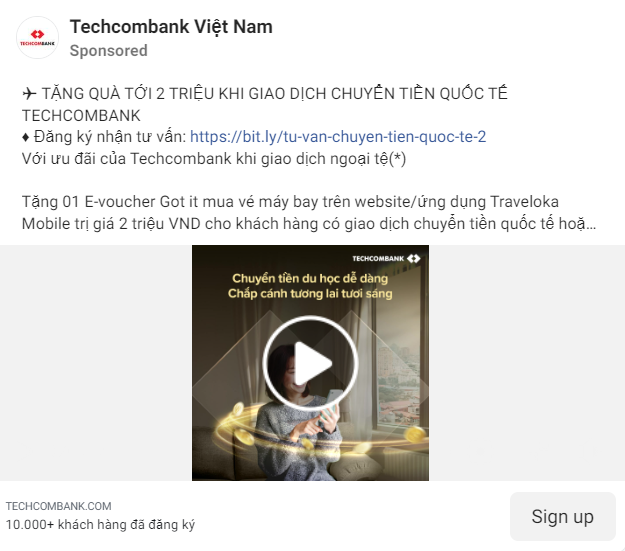 TECHCOMBANK
Techcombank Việt Nam
Sponsored
✈ TẶNG QUÀ TỚI 2 TRIỆU KHI GIAO DỊCH CHUYỂN TIỀN QUỐC TẾ
TECHCOMBANK
♦ Đăng ký nhận tư vấn: https://bit.ly/tu-van-chuyen-tien-quoc-te-2
Với ưu đãi của Techcombank khi giao dịch ngoại tệ(*)
Tặng 01 E-voucher Got it mua vé máy bay trên website/ứng dụng Traveloka
Mobile trị giá 2 triệu VND cho khách hàng có giao dịch chuyển tiền quốc tế hoặ...
TECHCOMBANK
Chuyển tiền du học dễ dàng
Chắp cánh tương lai tươi sáng
TECHCOMBANK.COM
10.000+ khách hàng đã đăng ký
Sign up